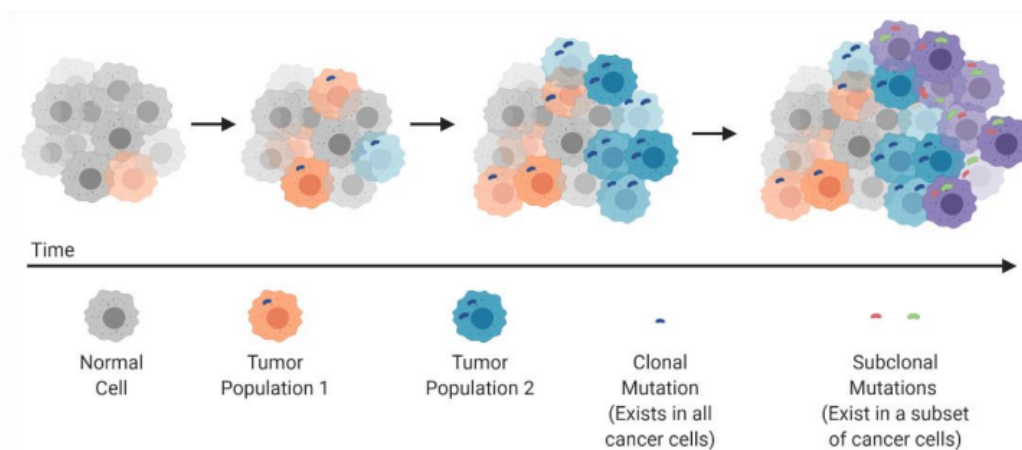 Time
Normal
Cell
Tumor
Population 1
Tumor
Population 2
Clonal
Mutation
(Exists in all
cancer cells)
Subclonal
Mutations
(Exist in a subset
of cancer cells)